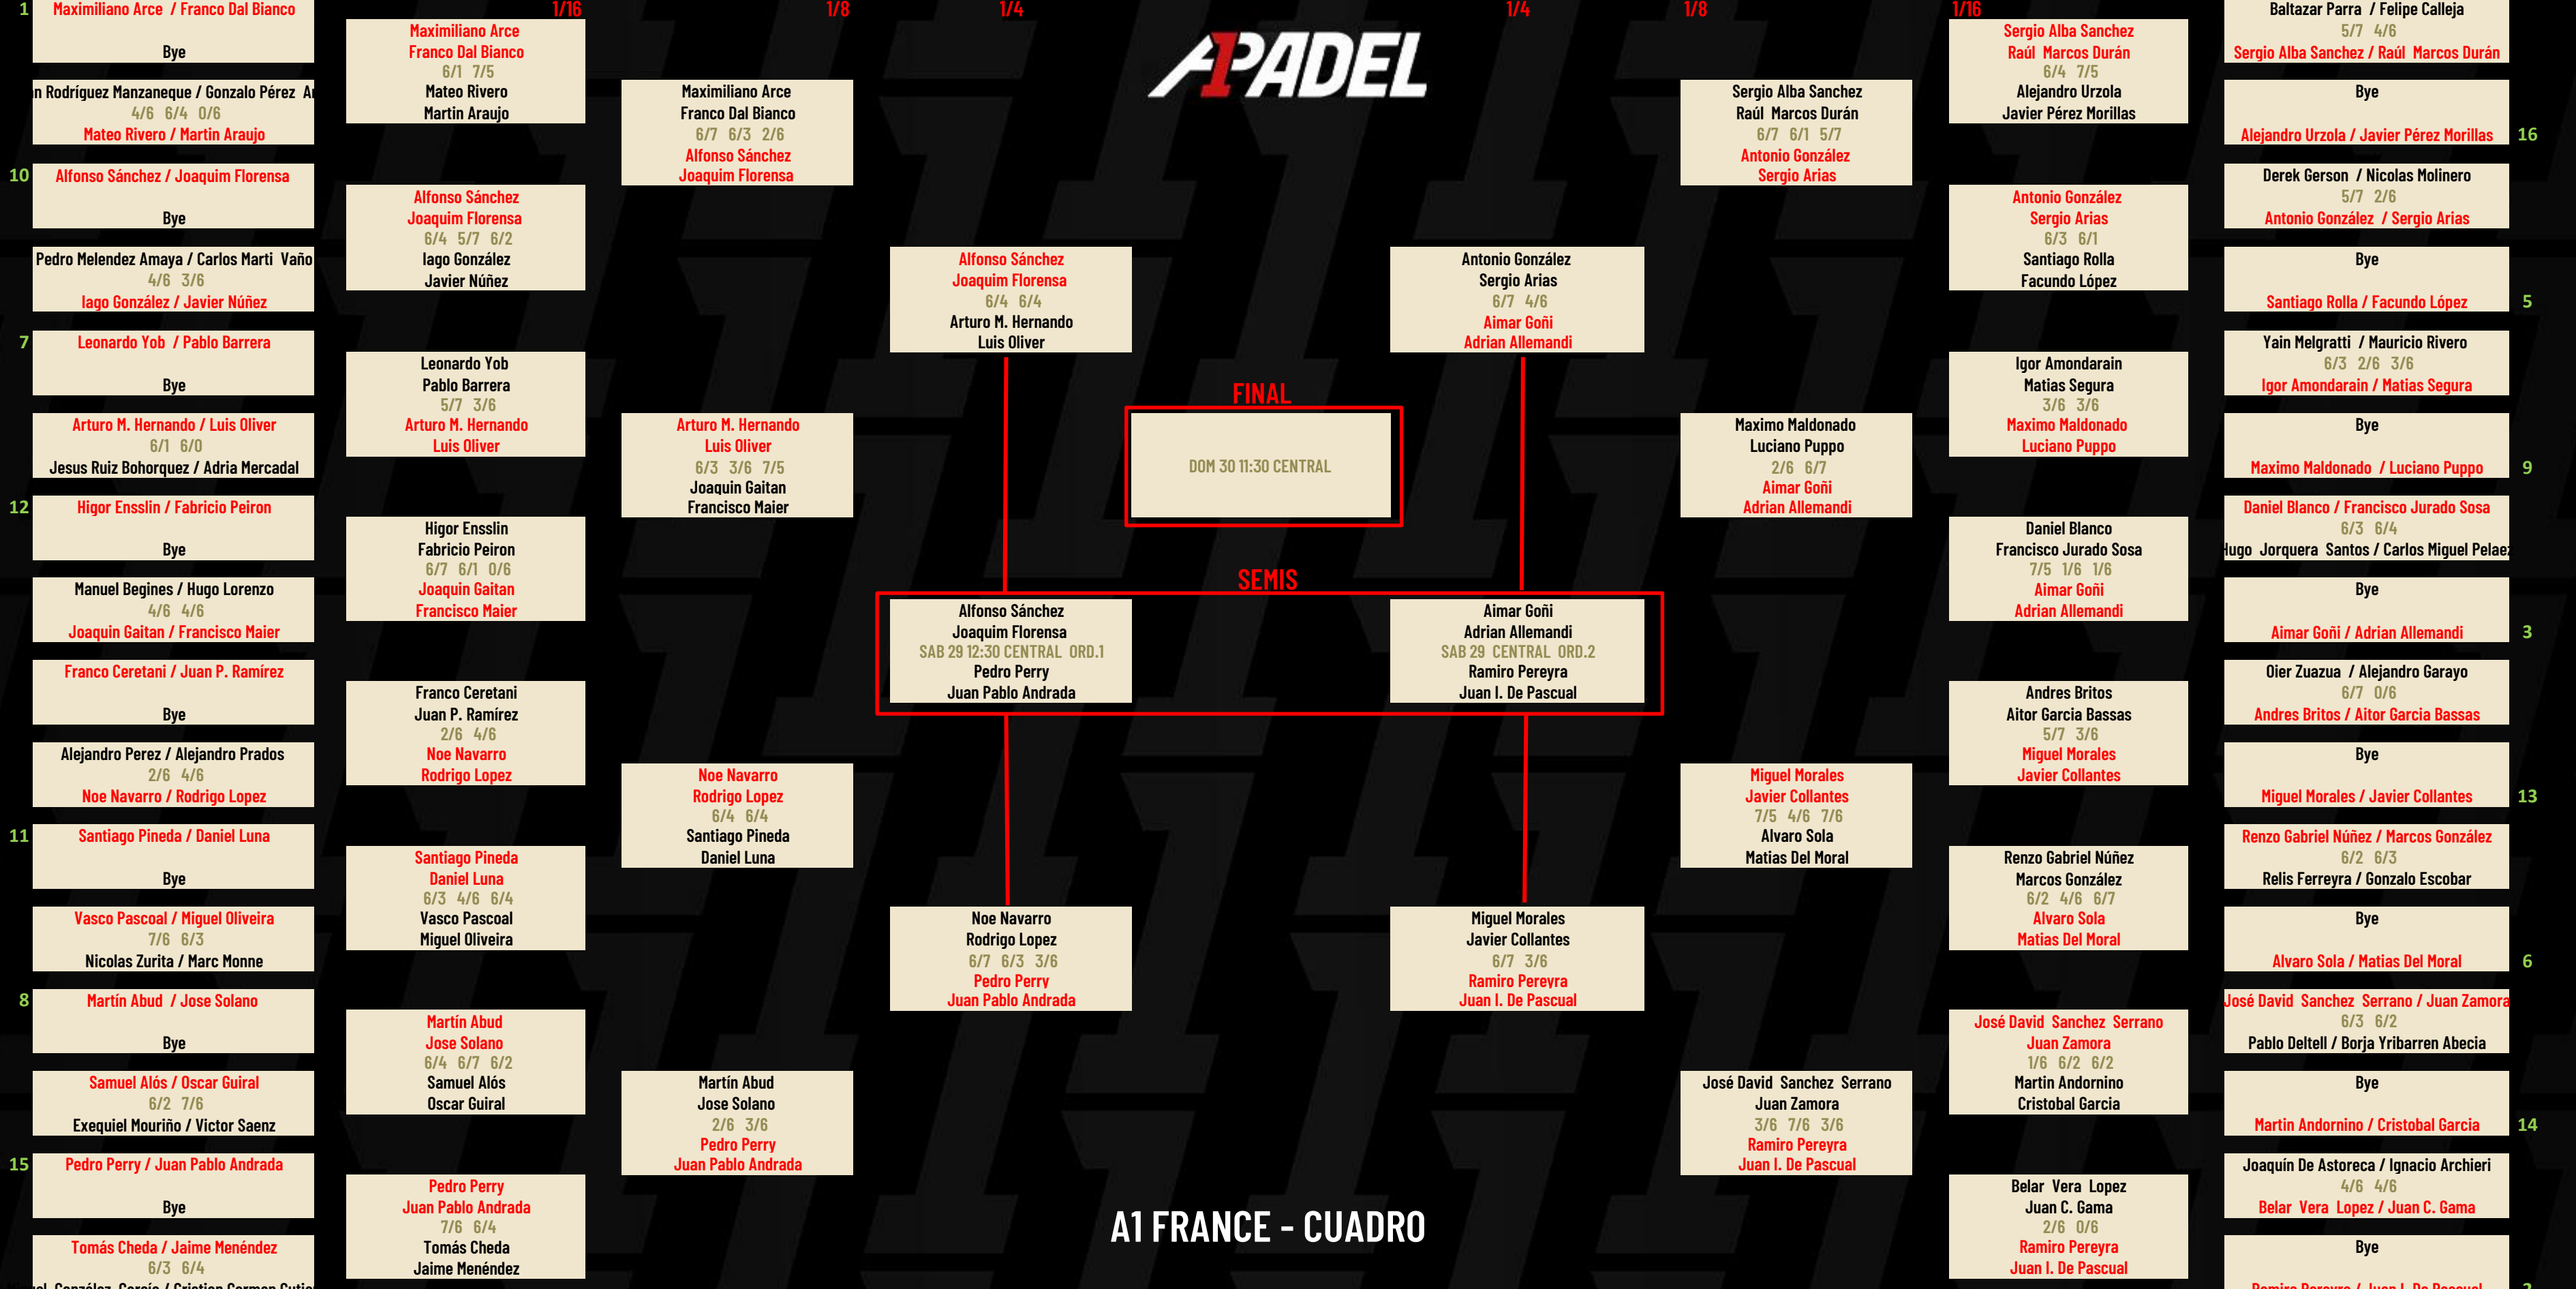 1
Maximiliano Arce / Franco Dal Bianco
Bye
Rodríguez Manzaneque / Gonzalo Pérez
4/6 6/4 0/6
Mateo Rivero / Martin Araujo
10
Alfonso Sánchez / Joaquim Florensa
Bye
Pedro Melendez Amaya / Carlos Marti Vaño
4/6 3/6
Iago González / Javier Núñez
7
Leonardo Yob / Pablo Barrera
Bye
Arturo M. Hernando / Luis Oliver
6/1 6/0
Jesus Ruiz Bohorquez / Adria Mercadal
12
Higor Ensslin / Fabricio Peiron
Bye
Manuel Begines / Hugo Lorenzo
4/6 4/6
Joaquin Gaitan / Francisco Maier
Franco Ceretani / Juan P. Ramírez
Bye
Alejandro Perez / Alejandro Prados
2/6 4/6
Noe Navarro / Rodrigo Lopez
11
Santiago Pineda / Daniel Luna
Bye
Vasco Pascoal / Miguel Oliveira
7/6 6/3
Nicolas Zurita / Marc Monne
8
Martín Abud / Jose Solano
Bye
Samuel Alós / Oscar Guiral
6/2 7/6
Exequiel Mouriño / Victor Saenz
15
Pedro Perry / Juan Pablo Andrada
Bye
Tomás Cheda / Jaime Menéndez
6/3 6/4
1/16
Maximiliano Arce
Franco Dal Bianco
6/1 7/5
Mateo Rivero
Martin Araujo
Alfonso Sánchez
Joaquim Florensa
6/4 5/7 6/2
Iago González
Javier Núñez
Leonardo Yob
Pablo Barrera
5/7 3/6
Arturo M. Hernando
Luis Oliver
Higor Ensslin
Fabricio Peiron
6/7 6/1 0/6
Joaquin Gaitan
Francisco Maier
Franco Ceretani
Juan P. Ramírez
2/6 4/6
Noe Navarro
Rodrigo Lopez
Santiago Pineda
Daniel Luna
6/3 4/6 6/4
Vasco Pascoal
Miguel Oliveira
Martín Abud
Jose Solano
6/4 6/7 6/2
Samuel Alós
Oscar Guiral
Pedro Perry
Juan Pablo Andrada
7/6 6/4
Tomás Cheda
Jaime Menéndez
1/8
Maximiliano Arce
Franco Dal Bianco
6/7 6/3 2/6
Alfonso Sánchez
Joaquim Florensa
Arturo M. Hernando
Luis Oliver
6/3 3/6 7/5
Joaquin Gaitan
Francisco Maier
Noe Navarro
Rodrigo Lopez
6/4 6/4
Santiago Pineda
Daniel Luna
Martín Abud
Jose Solano
2/6 3/6
Pedro Perry
Juan Pablo Andrada
1/4
Alfonso Sánchez
Joaquim Florensa
6/4 6/4
Arturo M. Hernando
Luis Oliver
Noe Navarro
Rodrigo Lopez
6/7 6/3 3/6
Pedro Perry
Juan Pablo Andrada
A1PADEL
FINAL
DOM 30 11:30 CENTRAL
SEMIS
Alfonso Sánchez
Joaquim Florensa
SAB 29 12:30 CENTRAL ORD.1
Pedro Perry
Juan Pablo Andrada
Aimar Goñi
Adrian Allemandi
SAB 29 CENTRAL ORD.2
Ramiro Pereyra
Juan I. De Pascual
A1 FRANCE - CUADRO
1/4
Antonio González
Sergio Arias
6/7 4/6
Aimar Goñi
Adrian Allemandi
Miguel Morales
Javier Collantes
6/7 3/6
Ramiro Pereyra
Juan I. De Pascual
1/8
Sergio Alba Sanchez
Raúl Marcos Durán
6/7 6/1 5/7
Antonio González
Sergio Arias
Maximo Maldonado
Luciano Puppo
2/6 6/7
Aimar Goñi
Adrian Allemandi
Miguel Morales
Javier Collantes
7/5 4/6 7/6
Alvaro Sola
Matias Del Moral
José David Sanchez Serrano
Juan Zamora
3/6 7/6 3/6
Ramiro Pereyra
Juan I. De Pascual
1/16
Sergio Alba Sanchez
Raúl Marcos Durán
6/4 7/5
Alejandro Urzola
Javier Pérez Morillas
Antonio González
Sergio Arias
6/3 6/1
Santiago Rolla
Facundo López
Igor Amondarain
Matias Segura
3/6 3/6
Maximo Maldonado
Luciano Puppo
Daniel Blanco
Francisco Jurado Sosa
7/5 1/6 1/6
Aimar Goñi
Adrian Allemandi
Andres Britos
Aitor Garcia Bassas
5/7 3/6
Miguel Morales
Javier Collantes
Renzo Gabriel Núñez
Marcos González
6/2 4/6 6/7
Alvaro Sola
Matias Del Moral
José David Sanchez Serrano
Juan Zamora
1/6 6/2 6/2
Martin Andornino
Cristobal Garcia
Belar Vera Lopez
Juan C. Gama
2/6 0/6
Ramiro Pereyra
Juan I. De Pascual
Baltazar Parra / Felipe Calleja
5/7 4/6
Sergio Alba Sanchez / Raúl Marcos Durán
Bye
Alejandro Urzola / Javier Pérez Morillas
16
Derek Gerson / Nicolas Molinero
5/7 2/6
Antonio González / Sergio Arias
Bye
Santiago Rolla / Facundo López
5
Yain Melgratti / Mauricio Rivero
6/3 2/6 3/6
Igor Amondarain / Matias Segura
Bye
Maximo Maldonado / Luciano Puppo
9
Daniel Blanco / Francisco Jurado Sosa
6/3 6/4
Hugo Jorquera Santos / Carlos Miguel Pelaez
Bye
Aimar Goñi / Adrian Allemandi
3
Oier Zuazua / Alejandro Garayo
6/7 0/6
Andres Britos / Aitor Garcia Bassas
Bye
Miguel Morales / Javier Collantes
13
Renzo Gabriel Núñez / Marcos González
6/2 6/3
Relis Ferreyra / Gonzalo Escobar
Bye
Alvaro Sola / Matias Del Moral
6
José David Sanchez Serrano / Juan Zamora
6/3 6/2
Pablo Deltell / Borja Yribarren Abecia
Bye
Martin Andornino / Cristobal Garcia
14
Joaquín De Astoreca / Ignacio Archieri
4/6 4/6
Belar Vera Lopez / Juan C. Gama
Bye